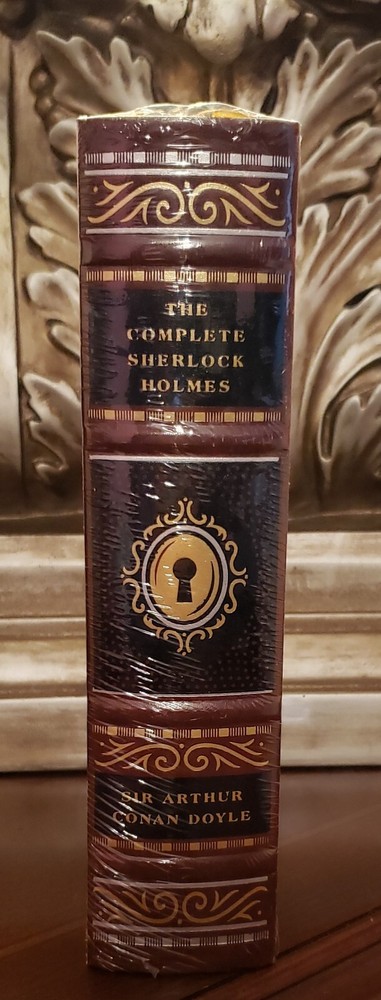 THE
COMPLETE
SHERLOCK
HOLMES
SIR ARTHUR
CONAN DOYLE